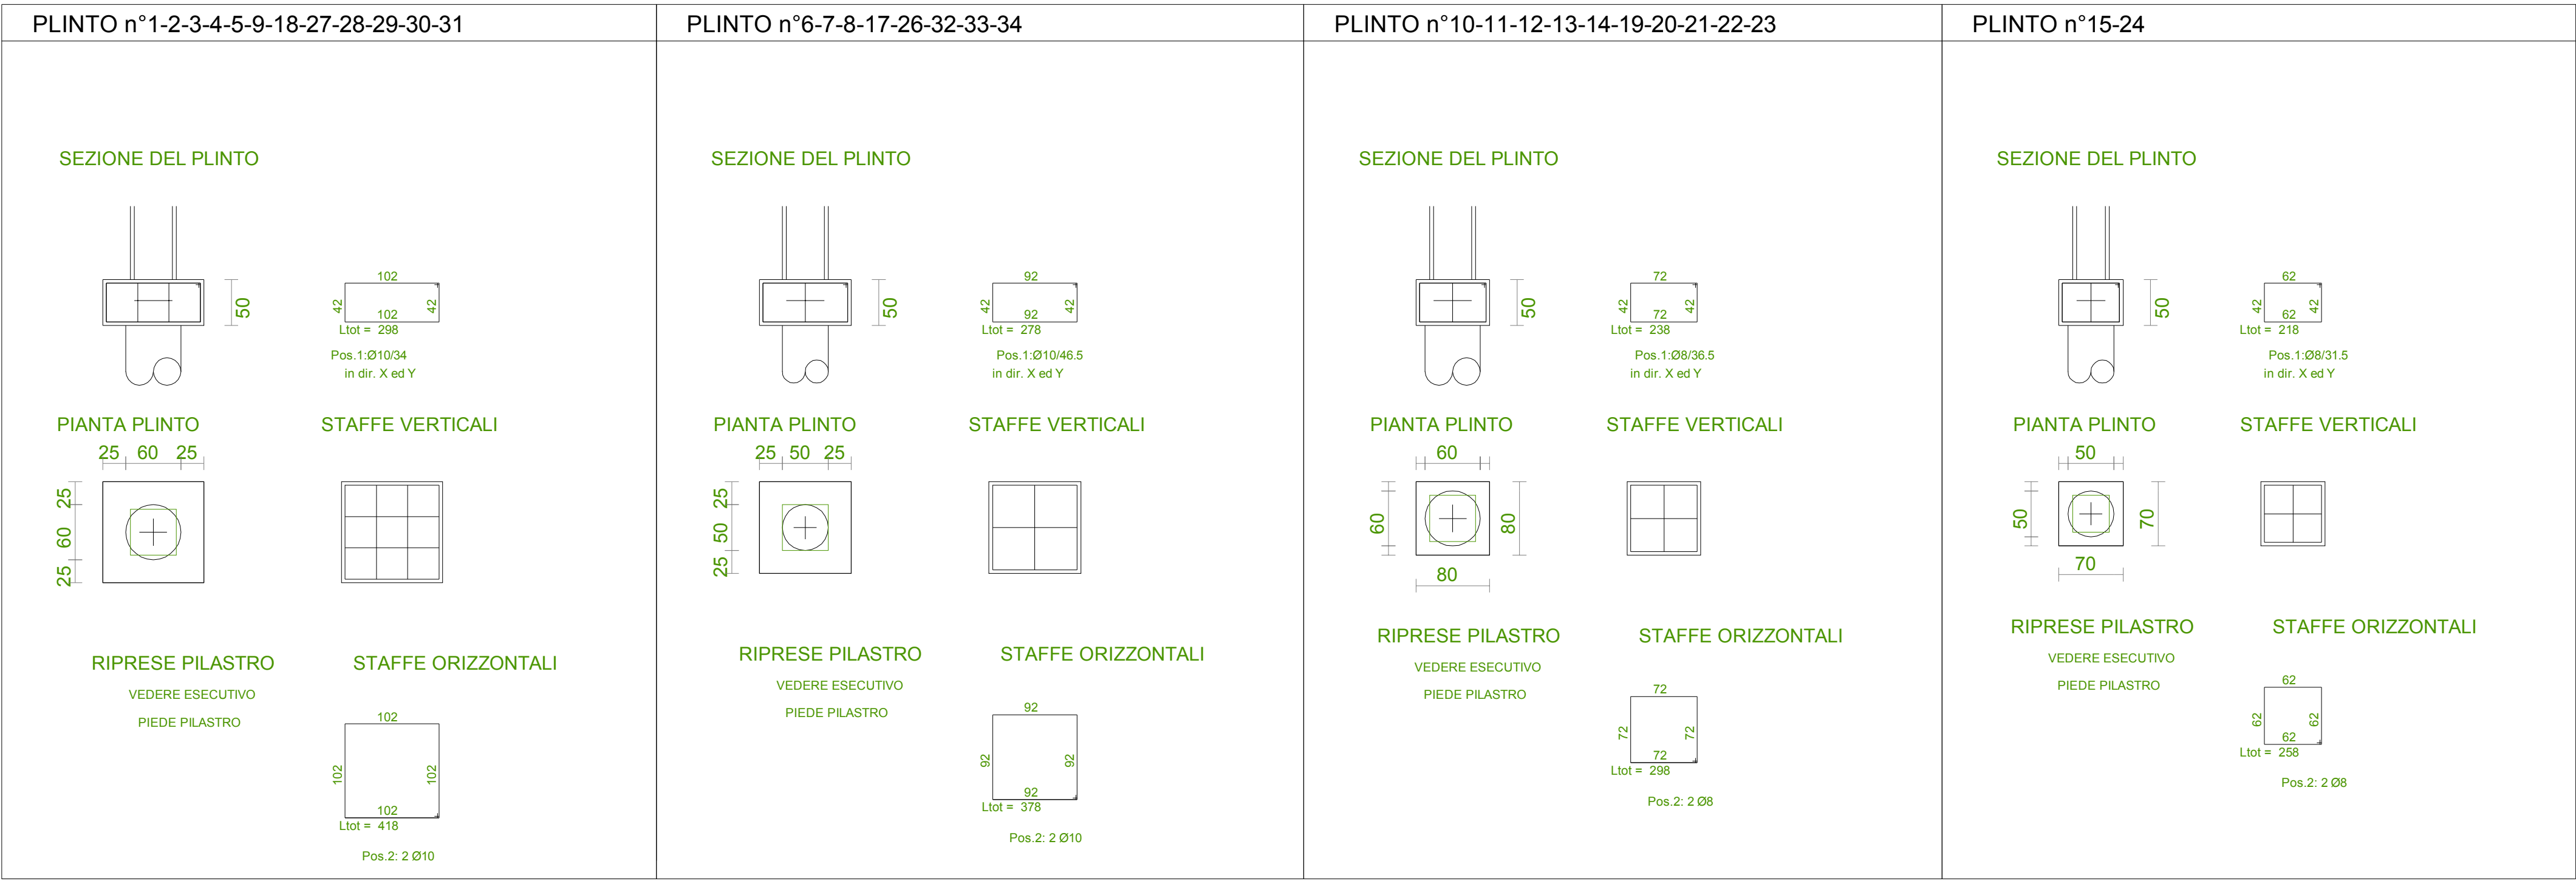 PLINTO n°1-2-3-4-5-9-18-27-28-29-30-31
SEZIONE DEL PLINTO
50
102
42
42
102
Ltot = 298
Pos.1:Ø10/34
in dir. X ed Y
PIANTA PLINTO
25 60 25
25
60
25
STAFFE VERTICALI
RIPRESE PILASTRO
VEDERE ESECUTIVO
PIEDE PILASTRO
STAFFE ORIZZONTALI
102
102
102
102
Ltot = 418
Pos.2: 2 Ø10
PLINTO n°6-7-8-17-26-32-33-34
SEZIONE DEL PLINTO
50
92
42
42
92
Ltot = 278
Pos.1:Ø10/46.5
in dir. X ed Y
PIANTA PLINTO
25 50 25
25
50
25
STAFFE VERTICALI
RIPRESE PILASTRO
VEDERE ESECUTIVO
PIEDE PILASTRO
STAFFE ORIZZONTALI
92
92
92
92
Ltot = 378
Pos.2: 2 Ø10
PLINTO n°10-11-12-13-14-19-20-21-22-23
SEZIONE DEL PLINTO
50
72
42
42
72
Ltot = 238
Pos.1:Ø8/36.5
in dir. X ed Y
PIANTA PLINTO
60
60
80
80
STAFFE VERTICALI
RIPRESE PILASTRO
VEDERE ESECUTIVO
PIEDE PILASTRO
STAFFE ORIZZONTALI
72
72
72
72
Ltot = 298
Pos.2: 2 Ø8
PLINTO n°15-24
SEZIONE DEL PLINTO
50
62
42
42
62
Ltot = 218
Pos.1:Ø8/31.5
in dir. X ed Y
PIANTA PLINTO
50
50
70
70
STAFFE VERTICALI
RIPRESE PILASTRO
VEDERE ESECUTIVO
PIEDE PILASTRO
STAFFE ORIZZONTALI
62
62
62
62
Ltot = 258
Pos.2: 2 Ø8